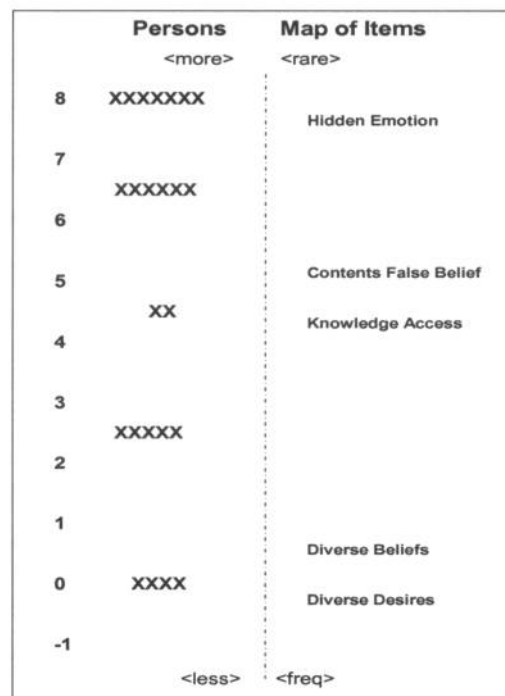 Persons Map of Items
<more> <rare>
8 XXXXXXX
Hidden Emotion
7
XXXXXX
6
5 Contents False Belief
XX
Knowledge Access
4
3
XXXXX
2
1
Diverse Beliefs
0 XXXX
Diverse Desires
-1
<less> <freq>